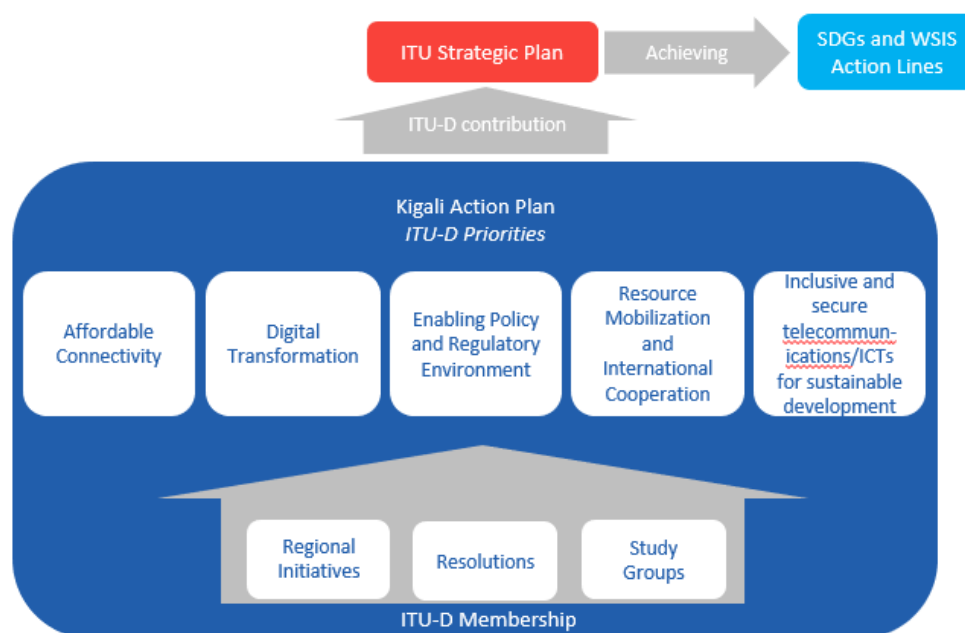 ITU Strategic Plan
Achieving
SDGs and WSIS
Action Lines
ITU-D contribution
Kigali Action Plan
ITU-D Priorities
Affordable
Connectivity
Digital
Transformation
Enabling Policy
and Regulatory
Environment
Resource
Mobilization
and
International
Cooperation
Inclusive and
secure
telecommun-
ications/ICTs
for sustainable
development
Regional
Initiatives
Resolutions
Study
Groups
ITU-D Membership